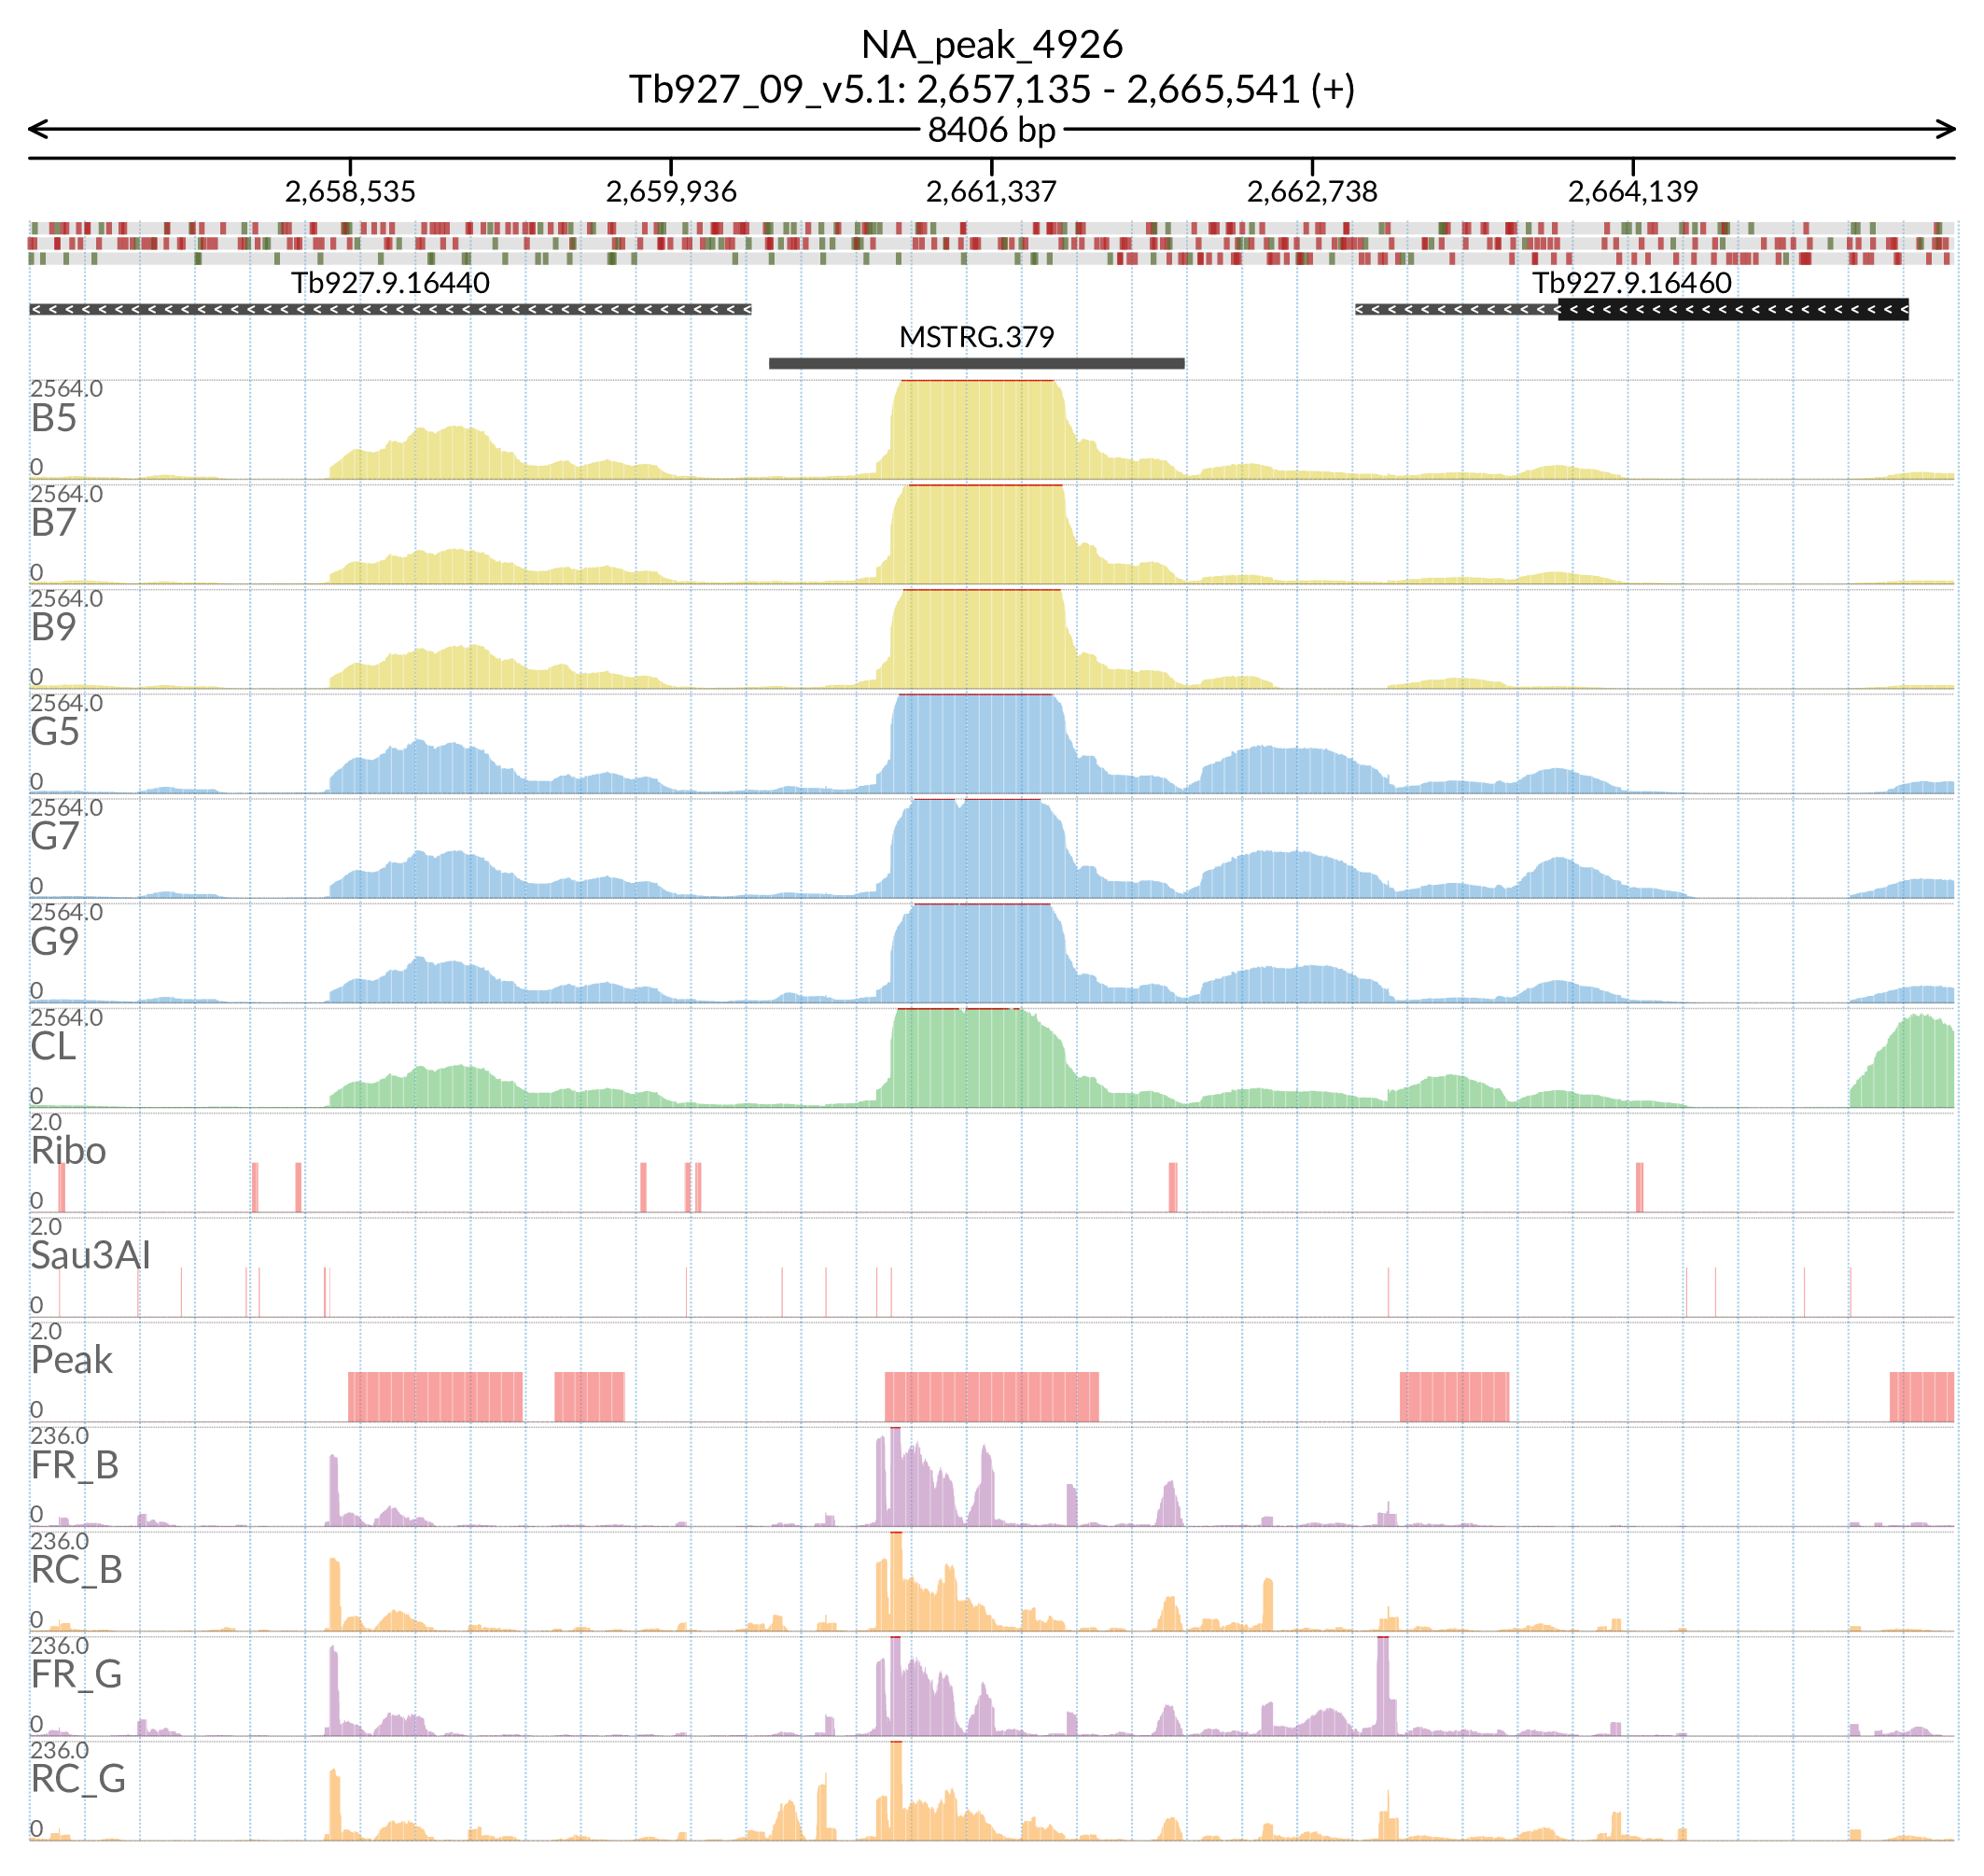 NA_peak_4926
Tb927_09_v5.1: 2,657,135 - 2,665,541 (+)
8406 bp
2,658,535 2,659,936 2,661,337 2,662,738 2,664,139
Tb927.9.16440 Tb927.9.16460
MSTRG.379
2564.0
B5
0
2564.0
B7
0
2564.0
B9
0
2564.0
G5
0
2564.0
G7
0
2564.0
G9
0
2564.0
CL
0
2.0
Ribo
0
2.0
Sau3AI
0
2.0
Peak
0
236.0
FR_B
0
236.0
RC_B
0
236.0
FR_G
0
236.0
RC_G
0